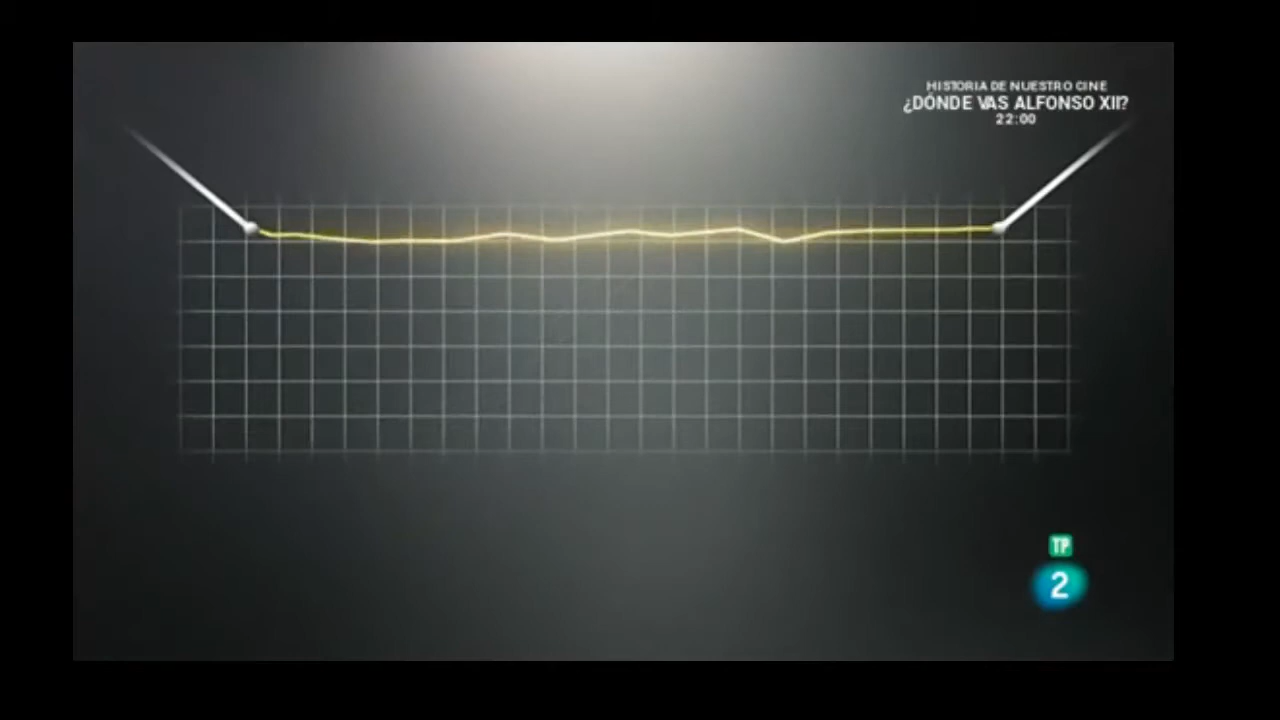 HISTORIA DE NUESTRO CINE
¿DÓNDE VAS ALFONSO XII?
22:00
TP
2